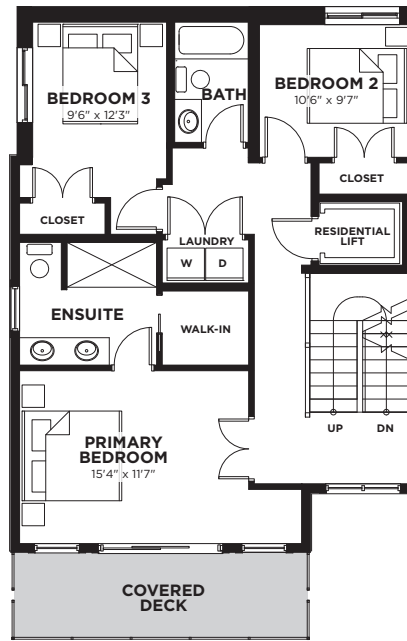 BEDROOM 3
9'6" x 12'3"
BATH
BEDROOM 2
10'6" x 9'7"
CLOSET
CLOSET
LAUNDRY
W D
RESIDENTIAL
LIFT
ENSUITE
WALK-IN
UP DN
PRIMARY
BEDROOM
15'4" x 11'7"
COVERED
DECK